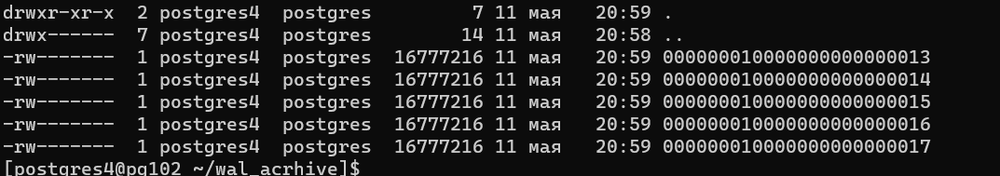 drwxr-xr-x  2 postgres4  postgres         7 11 мая   20:59 .
drwx------  7 postgres4  postgres        14 11 мая   20:58 ..
-rw-------  1 postgres4  postgres  16777216 11 мая   20:59 000000010000000000000013
-rw-------  1 postgres4  postgres  16777216 11 мая   20:59 000000010000000000000014
-rw-------  1 postgres4  postgres  16777216 11 мая   20:59 000000010000000000000015
-rw-------  1 postgres4  postgres  16777216 11 мая   20:59 000000010000000000000016
-rw-------  1 postgres4  postgres  16777216 11 мая   20:59 000000010000000000000017
[postgres4@pg102 ~/wal_acrhive]$